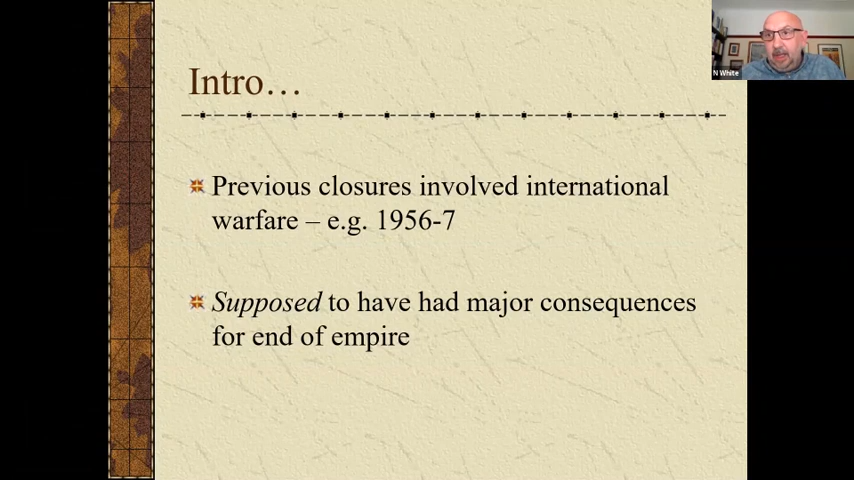 Intro…
Previous closures involved international
warfare – e.g. 1956-7
Supposed to have had major consequences
for end of empire
N White